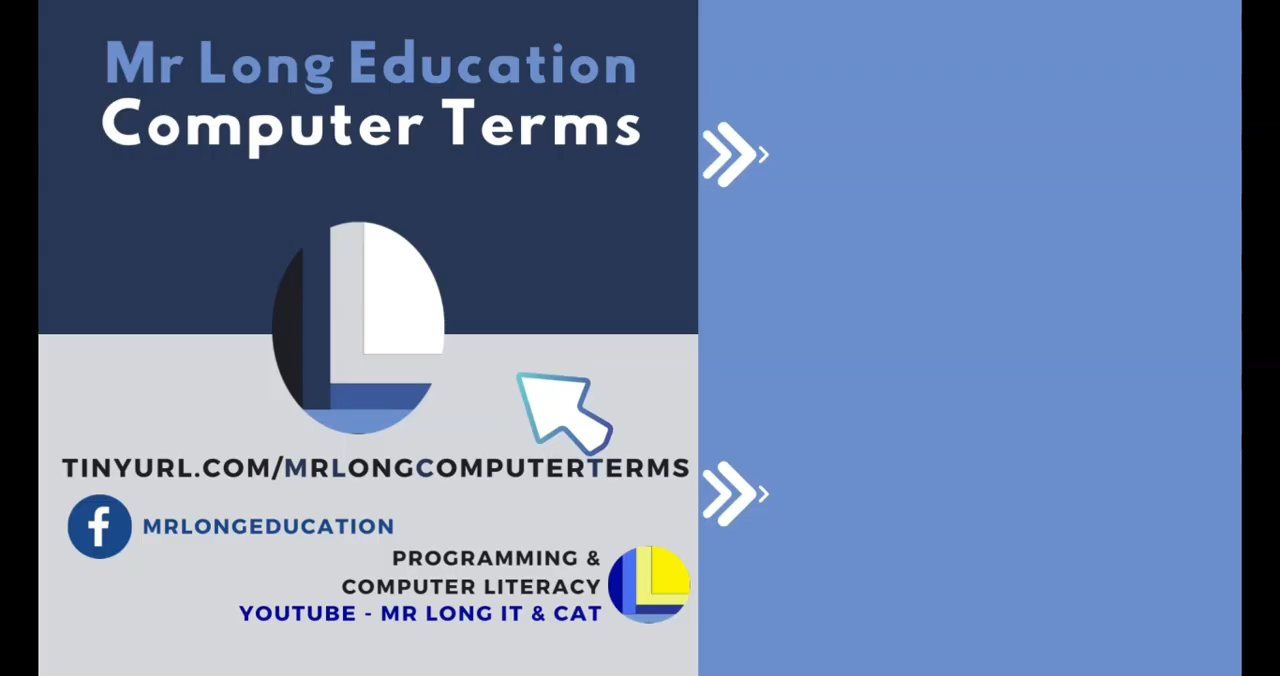 Mr Long Education
Computer Terms
TINYURL.COM/MRLONGCOMPUTERTERMS
MRLONGEDUCATION
PROGRAMMING &
COMPUTER LITERACY
YOUTUBE - MR LONG IT & CAT